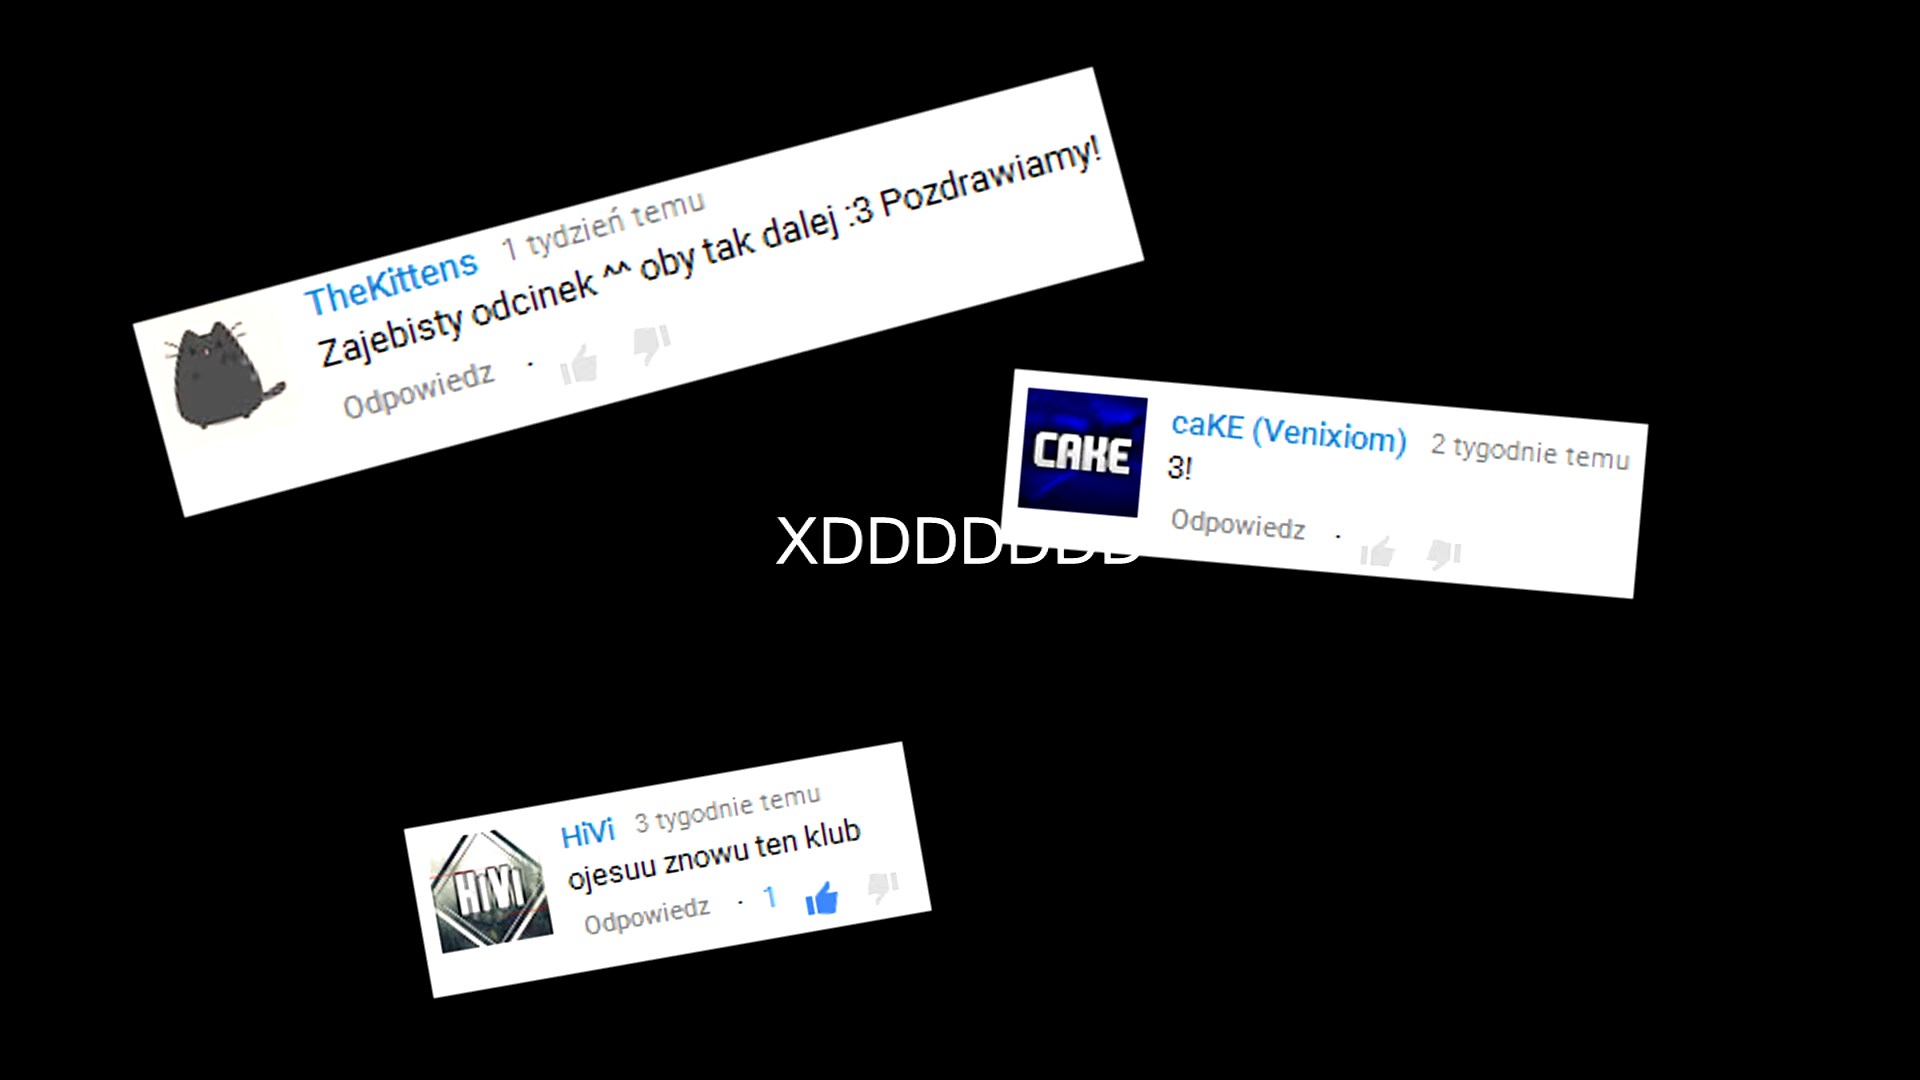 TheKittens 1 tydzień temu
Zajebisty odcinek ^^ oby tak dalej :3 Pozdrawiamy!
Odpowiedz ·
CAKE
caKE (Venixiom) 2 tygodnie temu
3!
Odpowiedz ·
XDDDDDDD
HiVi
HiVi 3 tygodnie temu
ojesuu znowu ten klub
Odpowiedz · 1